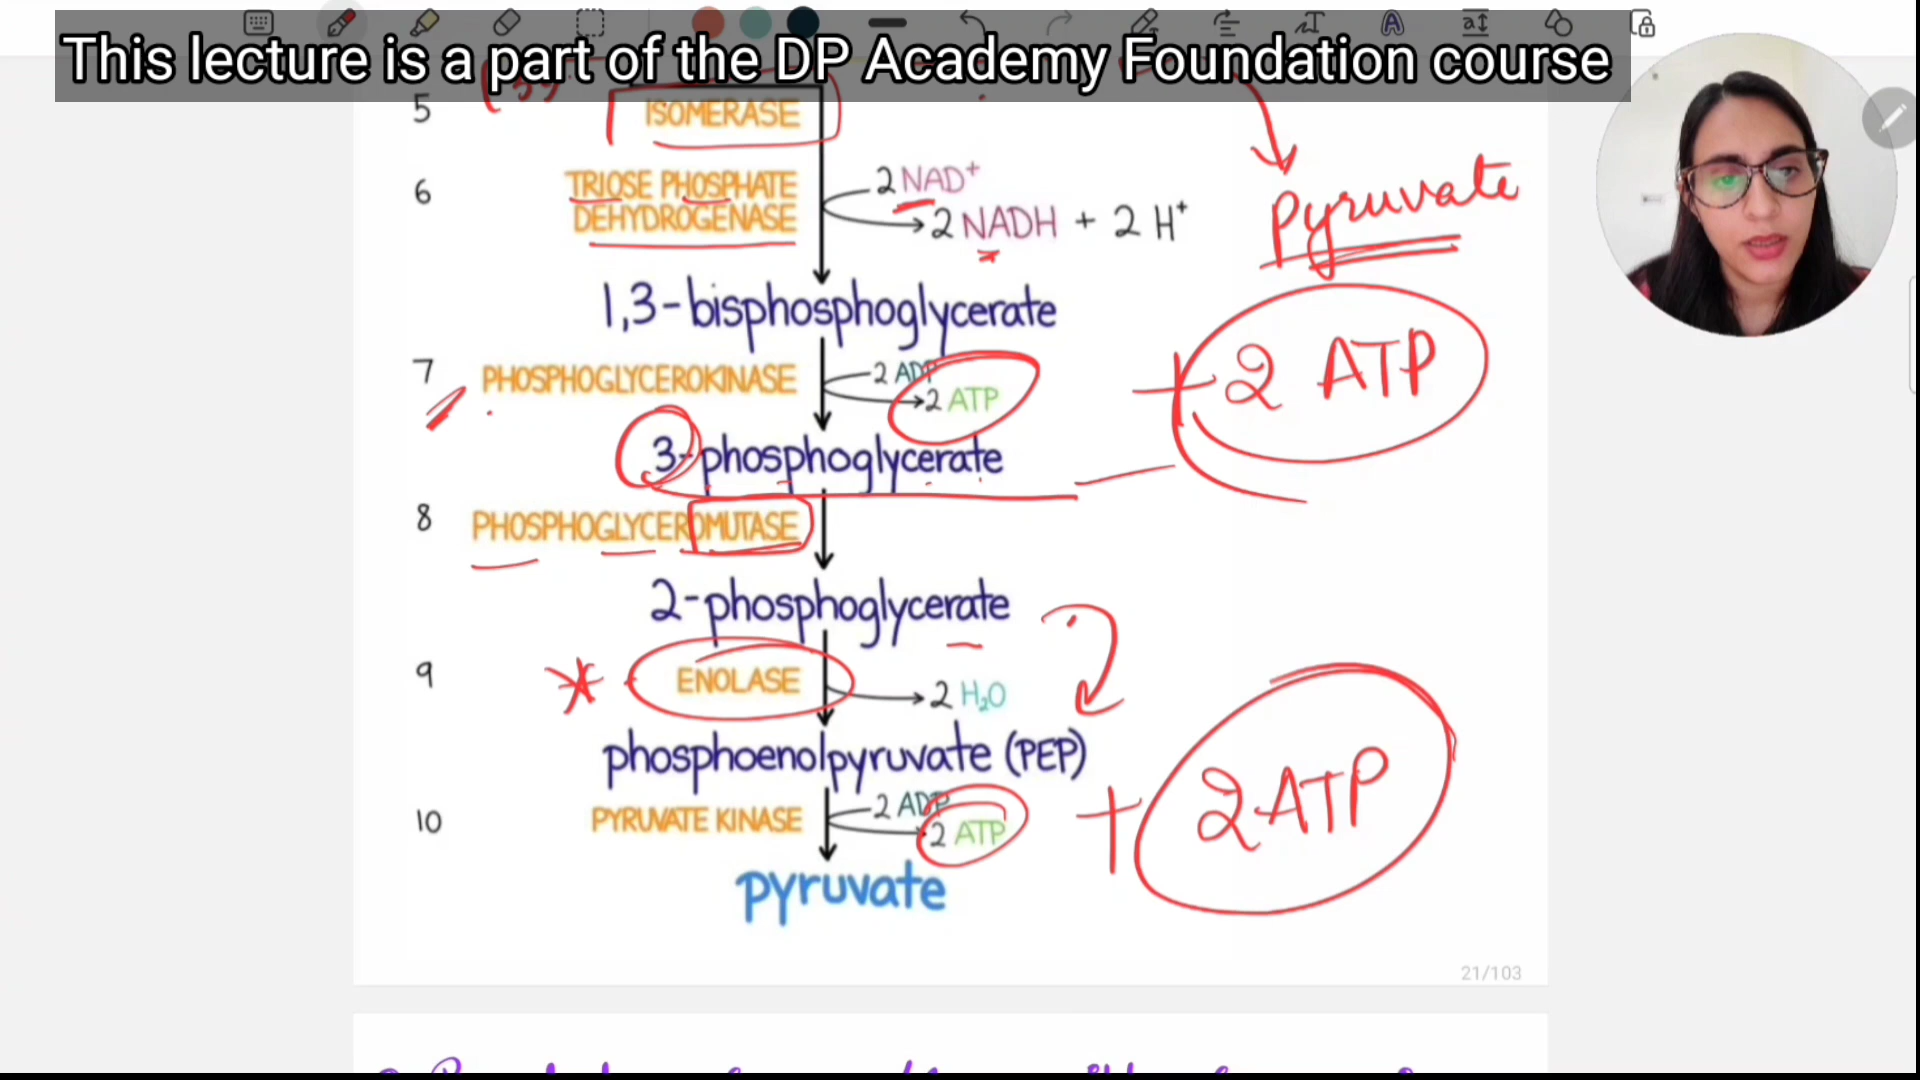 This lecture is a part of the DP Academy Foundation course
5 ISOMERASE
6 TRIOSE PHOSPHATE
DEHYDROGENASE
2 NAD⁺
2 NADH + 2 H⁺
Pyruvate
1,3-bisphosphoglycerate
+ 2 ATP
7 PHOSPHOGLYCEROKINASE
2 ADP
2 ATP
3-phosphoglycerate
8 PHOSPHOGLYCEROMUTASE
2-phosphoglycerate
9 ENOLASE
2 H₂O
phosphoenolpyruvate (PEP)
+ 2 ATP
10 PYRUVATE KINASE
2 ADP
2 ATP
pyruvate
21/103